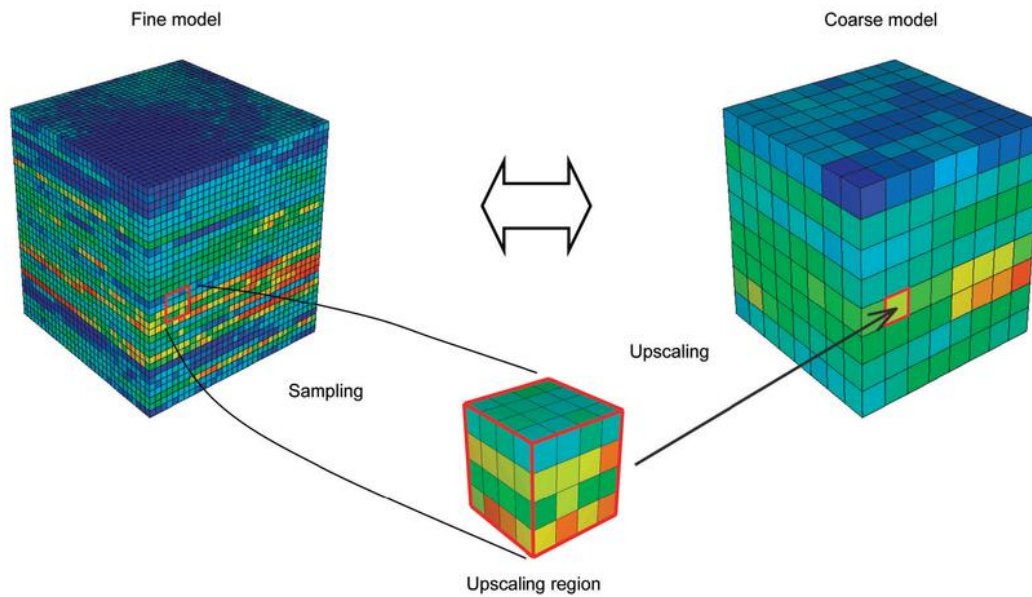 Fine model
Coarse model
Sampling
Upscaling
Upscaling region